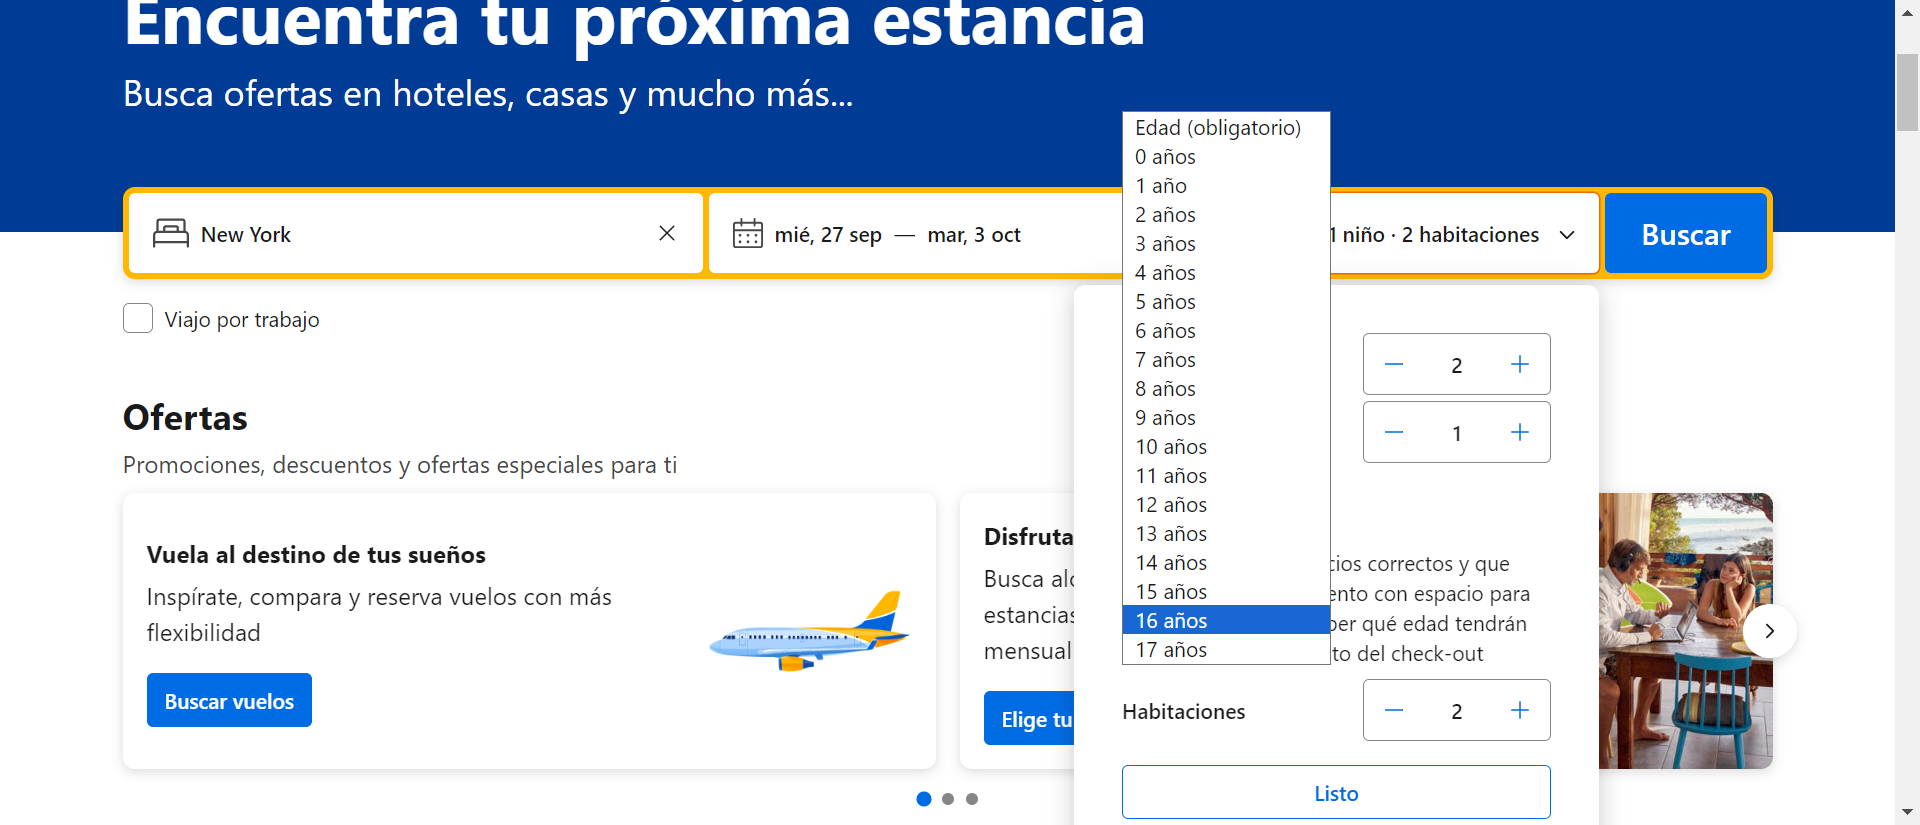 Encuentra tu próxima estancia
Busca ofertas en hoteles, casas y mucho más...
New York
mié, 27 sep — mar, 3 oct
1 niño · 2 habitaciones
Buscar
Viajo por trabajo
Edad (obligatorio)
0 años
1 año
2 años
3 años
4 años
5 años
6 años
7 años
8 años
9 años
10 años
11 años
12 años
13 años
14 años
15 años
16 años
17 años
2
1
correctos y que
con espacio para
qué edad tendrán
del check-out
Habitaciones
2
Listo
Ofertas
Promociones, descuentos y ofertas especiales para ti
Vuela al destino de tus sueños
Inspírate, compara y reserva vuelos con más
flexibilidad
Buscar vuelos
Disfruta
Busca
estancias
mensual
Elige tu